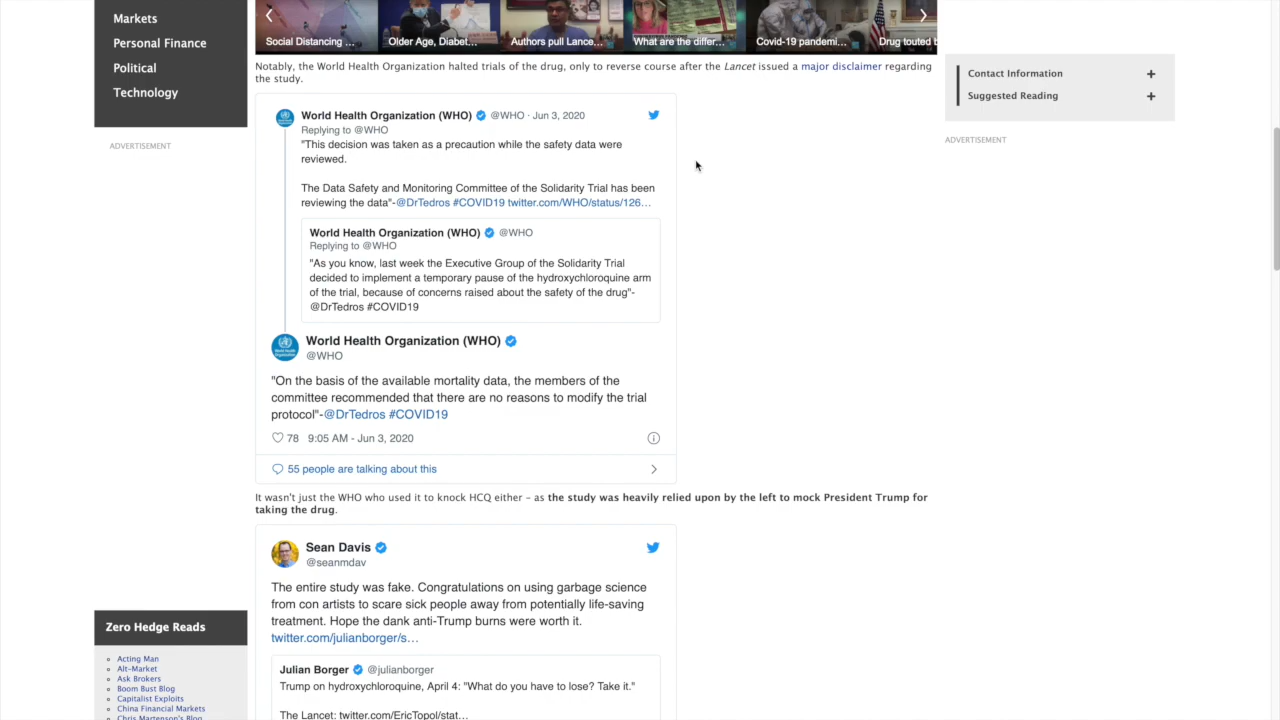 Markets
Personal Finance
Political
Technology
ADVERTISEMENT
Social Distancing ...
Older Age, Diabet...
Authors pull Lance...
What are the differ...
Covid-19 pandemi...
Drug touted b
Notably, the World Health Organization halted trials of the drug, only to reverse course after the Lancet issued a major disclaimer regarding
the study.
World Health Organization (WHO) @WHO · Jun 3, 2020
Replying to @WHO
"This decision was taken as a precaution while the safety data were
reviewed.
The Data Safety and Monitoring Committee of the Solidarity Trial has been
reviewing the data"-@DrTedros #COVID19 twitter.com/WHO/status/126…
World Health Organization (WHO) @WHO
Replying to @WHO
"As you know, last week the Executive Group of the Solidarity Trial
decided to implement a temporary pause of the hydroxychloroquine arm
of the trial, because of concerns raised about the safety of the drug"-
@DrTedros #COVID19
World Health Organization (WHO)
@WHO
"On the basis of the available mortality data, the members of the
committee recommended that there are no reasons to modify the trial
protocol"-@DrTedros #COVID19
78 9:05 AM - Jun 3, 2020
55 people are talking about this
It wasn't just the WHO who used it to knock HCQ either – as the study was heavily relied upon by the left to mock President Trump for
taking the drug.
Sean Davis
@seanmdav
The entire study was fake. Congratulations on using garbage science
from con artists to scare sick people away from potentially life-saving
treatment. Hope the dank anti-Trump burns were worth it.
twitter.com/julianborger/s…
Julian Borger @julianborger
Trump on hydroxychloroquine, April 4: "What do you have to lose? Take it."
The Lancet: twitter.com/EricTopol/stat…
Zero Hedge Reads
Acting Man
Alt-Market
Ask Brokers
Boom Bust Blog
Capitalist Exploits
China Financial Markets
Chris Martenson's Blog
Contact Information +
Suggested Reading +
ADVERTISEMENT